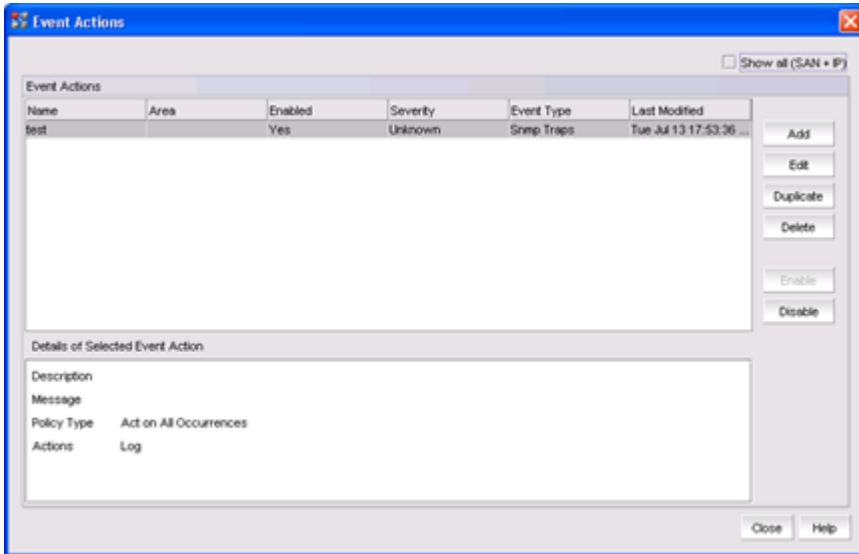 Event Actions
Show all (SAN + IP)
Event Actions
Name Area Enabled Severity Event Type Last Modified
test Yes Unknown Snmp Traps Tue Jul 13 17:53:36 ...
Add
Edit
Duplicate
Delete
Enable
Disable
Details of Selected Event Action
Description
Message
Policy Type Act on All Occurrences
Actions Log
Close Help